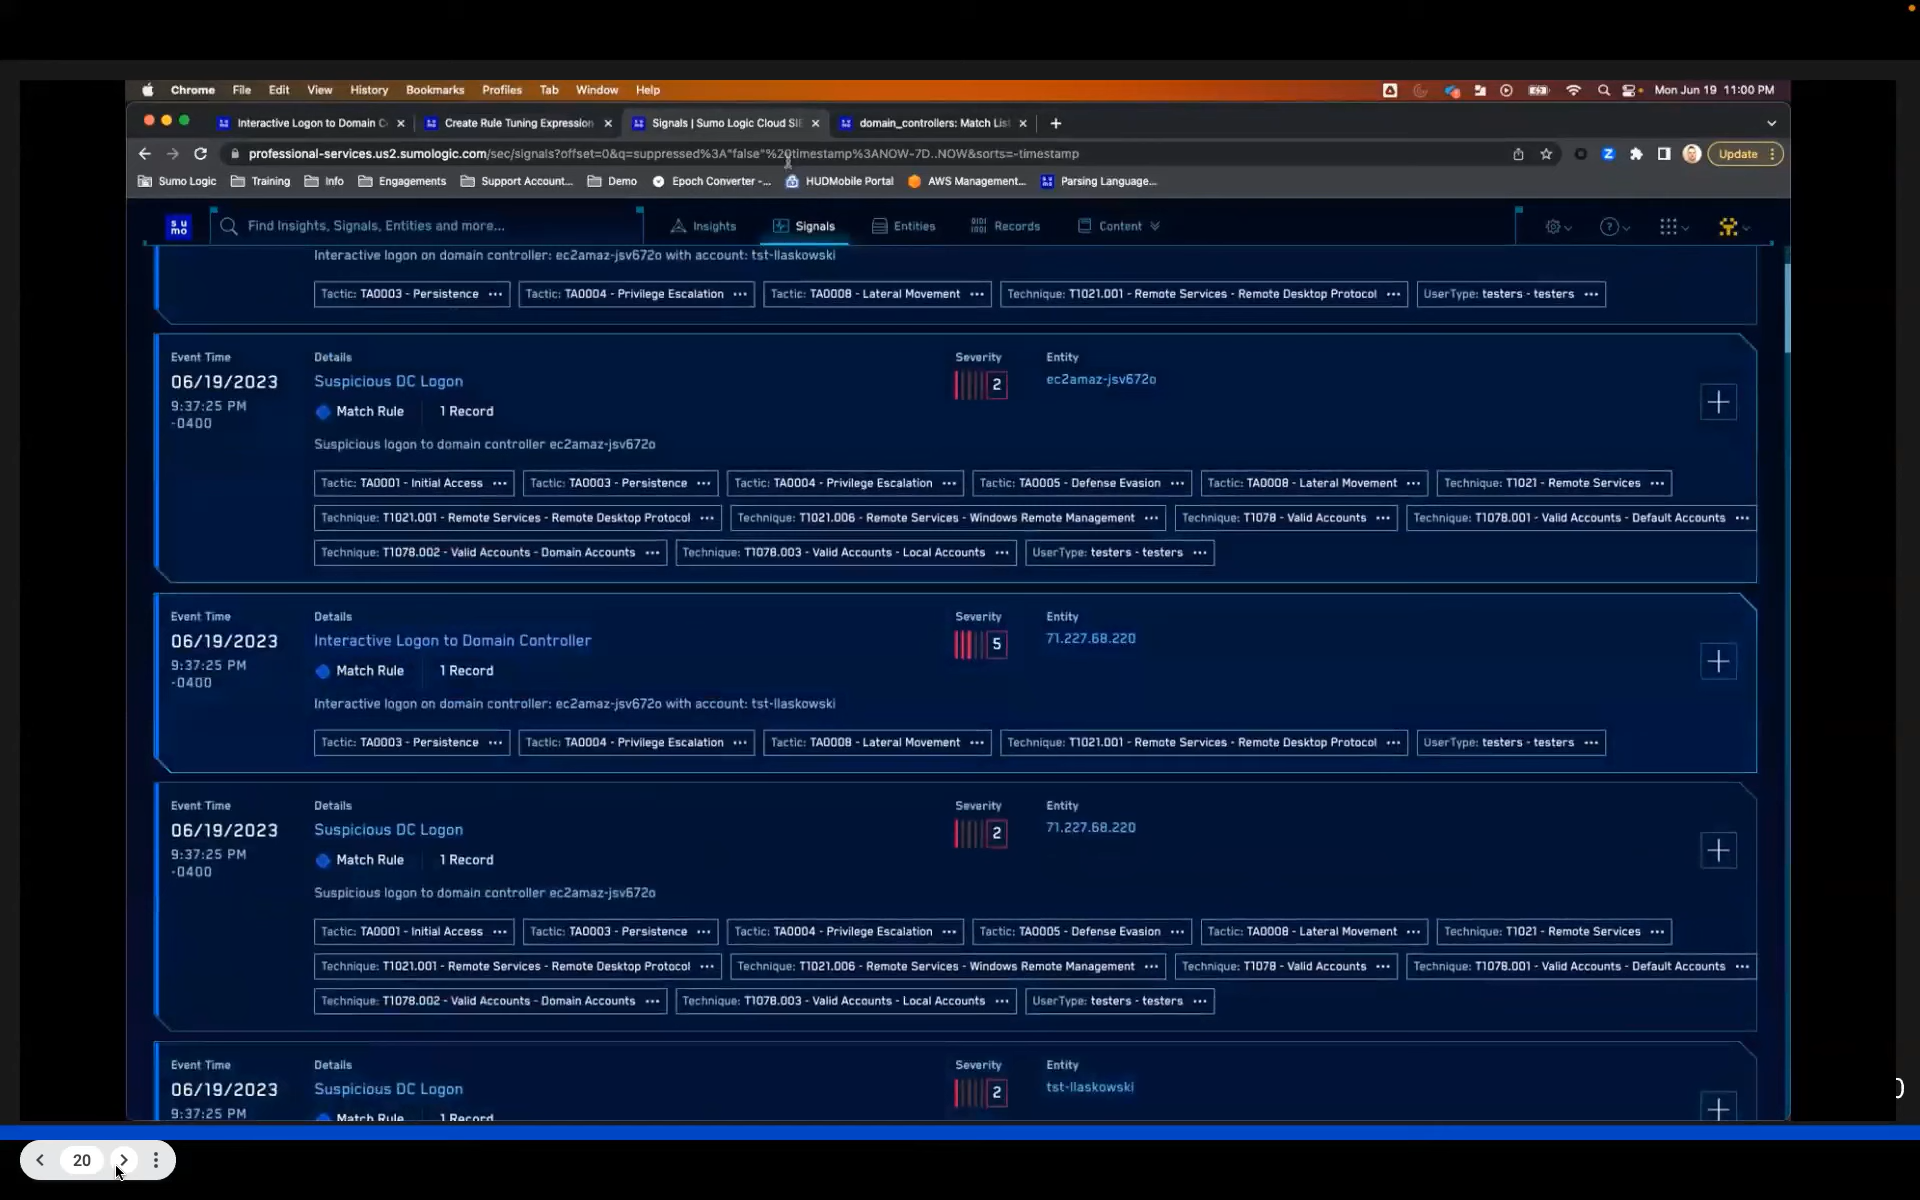 Chrome File Edit View History Bookmarks Profiles Tab Window Help Mon Jun 19 11:00 PM
Interactive Logon to Domain C Create Rule Tuning Expression Signals | Sumo Logic Cloud SIE domain_controllers: Match Lis
professional-services.us2.sumologic.com/sec/signals?offset=0&q=suppressed%3A"false"%20timestamp%3ANOW-7D..NOW&sorts=-timestamp Update
Sumo Logic Training Info Engagements Support Account... Demo Epoch Converter -... HUDMobile Portal AWS Management... Parsing Language...
su
mo
Find Insights, Signals, Entities and more... Insights Signals Entities Records Content
Interactive logon on domain controller: ec2amaz-jsv672o with account: tst-llaskowski
Tactic: TA0003 - Persistence ··· Tactic: TA0004 - Privilege Escalation ··· Tactic: TA0008 - Lateral Movement ··· Technique: T1021.001 - Remote Services - Remote Desktop Protocol ··· UserType: testers - testers ···
Event Time Details Severity Entity
06/19/2023 Suspicious DC Logon 2 ec2amaz-jsv672o
9:37:25 PM Match Rule 1 Record
-0400
Suspicious logon to domain controller ec2amaz-jsv672o
Tactic: TA0001 - Initial Access ··· Tactic: TA0003 - Persistence ··· Tactic: TA0004 - Privilege Escalation ··· Tactic: TA0005 - Defense Evasion ··· Tactic: TA0008 - Lateral Movement ··· Technique: T1021 - Remote Services ···
Technique: T1021.001 - Remote Services - Remote Desktop Protocol ··· Technique: T1021.006 - Remote Services - Windows Remote Management ··· Technique: T1078 - Valid Accounts ··· Technique: T1078.001 - Valid Accounts - Default Accounts ···
Technique: T1078.002 - Valid Accounts - Domain Accounts ··· Technique: T1078.003 - Valid Accounts - Local Accounts ··· UserType: testers - testers ···
Event Time Details Severity Entity
06/19/2023 Interactive Logon to Domain Controller 5 71.227.68.220
9:37:25 PM Match Rule 1 Record
-0400
Interactive logon on domain controller: ec2amaz-jsv672o with account: tst-llaskowski
Tactic: TA0003 - Persistence ··· Tactic: TA0004 - Privilege Escalation ··· Tactic: TA0008 - Lateral Movement ··· Technique: T1021.001 - Remote Services - Remote Desktop Protocol ··· UserType: testers - testers ···
Event Time Details Severity Entity
06/19/2023 Suspicious DC Logon 2 71.227.68.220
9:37:25 PM Match Rule 1 Record
-0400
Suspicious logon to domain controller ec2amaz-jsv672o
Tactic: TA0001 - Initial Access ··· Tactic: TA0003 - Persistence ··· Tactic: TA0004 - Privilege Escalation ··· Tactic: TA0005 - Defense Evasion ··· Tactic: TA0008 - Lateral Movement ··· Technique: T1021 - Remote Services ···
Technique: T1021.001 - Remote Services - Remote Desktop Protocol ··· Technique: T1021.006 - Remote Services - Windows Remote Management ··· Technique: T1078 - Valid Accounts ··· Technique: T1078.001 - Valid Accounts - Default Accounts ···
Technique: T1078.002 - Valid Accounts - Domain Accounts ··· Technique: T1078.003 - Valid Accounts - Local Accounts ··· UserType: testers - testers ···
Event Time Details Severity Entity
06/19/2023 Suspicious DC Logon 2 tst-llaskowski
9:37:25 PM Match Rule 1 Record
20